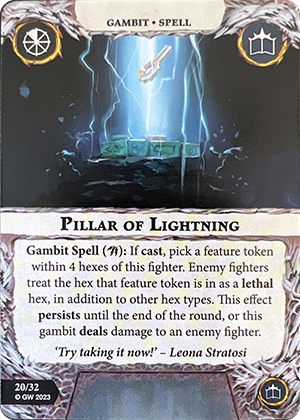 GAMBIT • SPELL
PILLAR OF LIGHTNING
Gambit Spell (): If cast, pick a feature token
within 4 hexes of this fighter. Enemy fighters
treat the hex that feature token is in as a lethal
hex, in addition to other hex types. This effect
persists until the end of the round, or this
gambit deals damage to an enemy fighter.
'Try taking it now!' – Leona Stratosi
20/32
© GW 2023